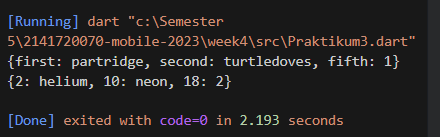 [Running] dart "c:\Semester
5\2141720070-mobile-2023\week4\src\Praktikum3.dart"
{first: partridge, second: turtledoves, fifth: 1}
{2: helium, 10: neon, 18: 2}
[Done] exited with code=0 in 2.193 seconds